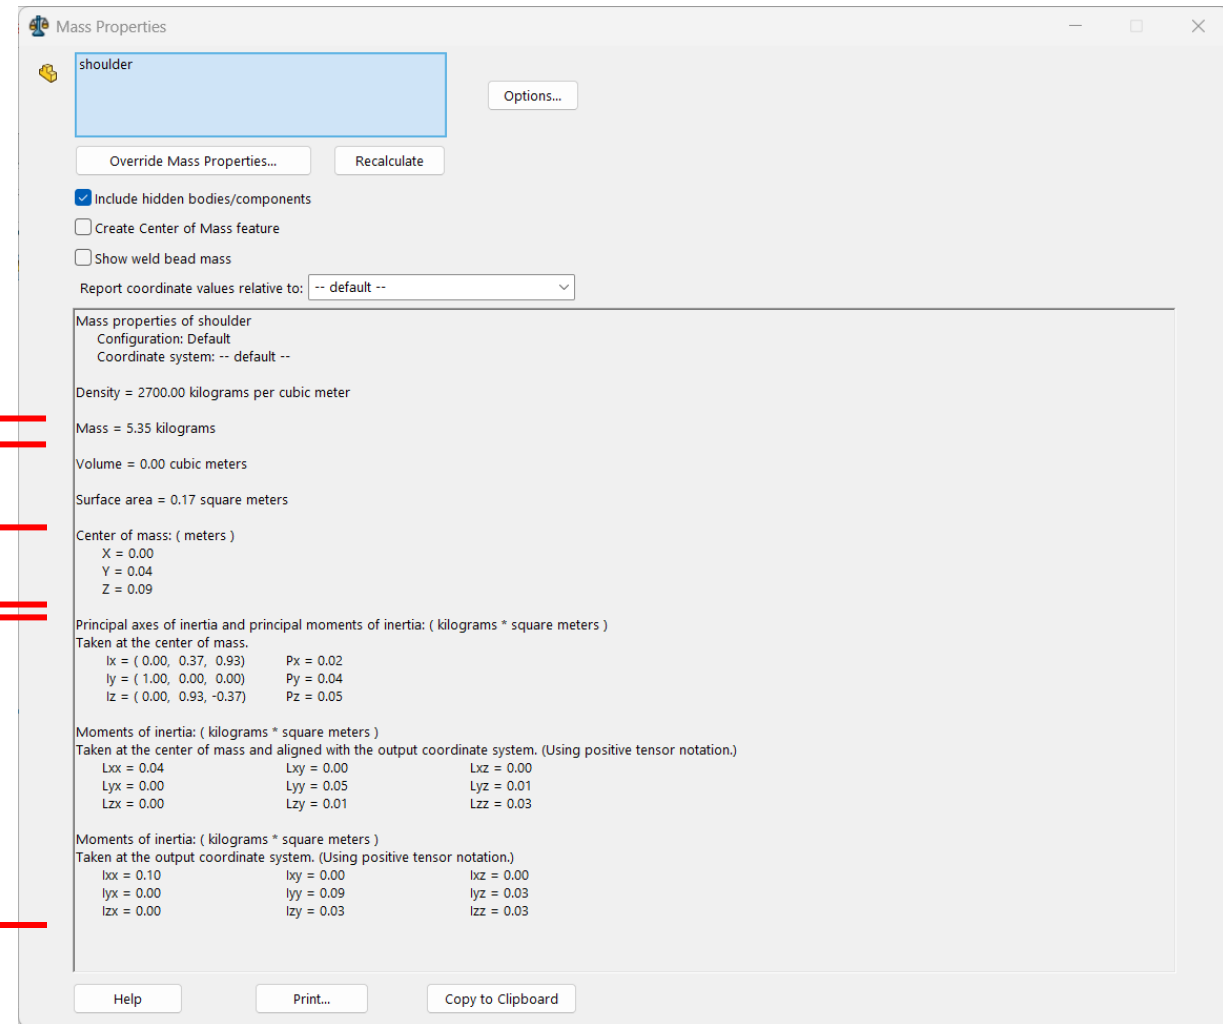 Mass Properties
shoulder
Options...
Override Mass Properties...
Recalculate
Include hidden bodies/components
Create Center of Mass feature
Show weld bead mass
Report coordinate values relative to: -- default --
Mass properties of shoulder
Configuration: Default
Coordinate system: -- default --
Density = 2700.00 kilograms per cubic meter
Mass = 5.35 kilograms
Volume = 0.00 cubic meters
Surface area = 0.17 square meters
Center of mass: ( meters )
X = 0.00
Y = 0.04
Z = 0.09
Principal axes of inertia and principal moments of inertia: ( kilograms * square meters )
Taken at the center of mass.
Ix = ( 0.00, 0.37, 0.93) Px = 0.02
Iy = ( 1.00, 0.00, 0.00) Py = 0.04
Iz = ( 0.00, 0.93, -0.37) Pz = 0.05
Moments of inertia: ( kilograms * square meters )
Taken at the center of mass and aligned with the output coordinate system. (Using positive tensor notation.)
Lxx = 0.04 Lxy = 0.00 Lxz = 0.00
Lyx = 0.00 Lyy = 0.05 Lyz = 0.01
Lzx = 0.00 Lzy = 0.01 Lzz = 0.03
Moments of inertia: ( kilograms * square meters )
Taken at the output coordinate system. (Using positive tensor notation.)
Ixx = 0.10 Ixy = 0.00 Ixz = 0.00
Iyx = 0.00 Iyy = 0.09 Iyz = 0.03
Izx = 0.00 Izy = 0.03 Izz = 0.03
Help
Print...
Copy to Clipboard